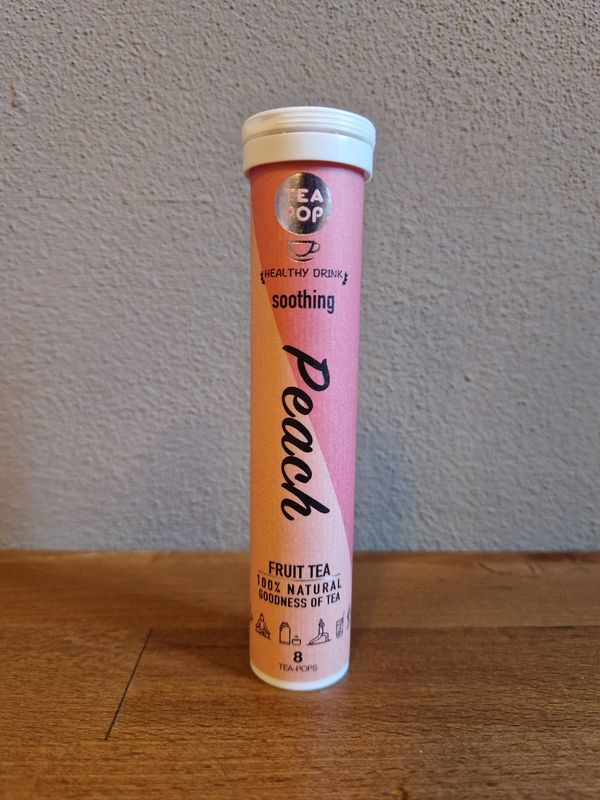 TEA
POP
HEALTHY DRINK
soothing
Peach
FRUIT TEA
100% NATURAL
GOODNESS OF TEA
8
TEA-POPS